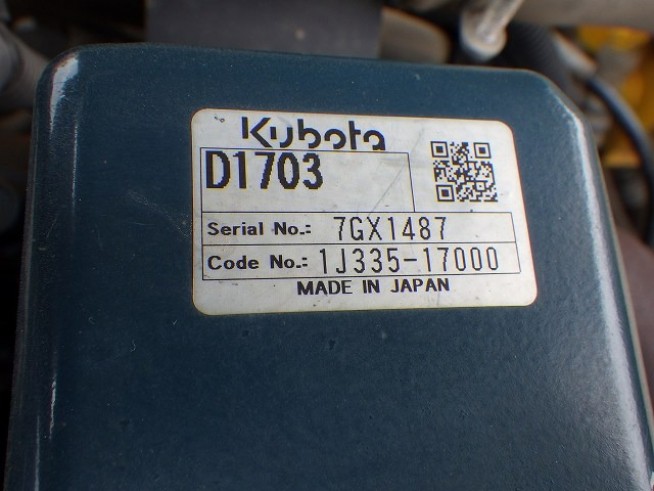 Kubota
D1703
Serial No.: 7GX1487
Code No.: 1J335-17000
MADE IN JAPAN